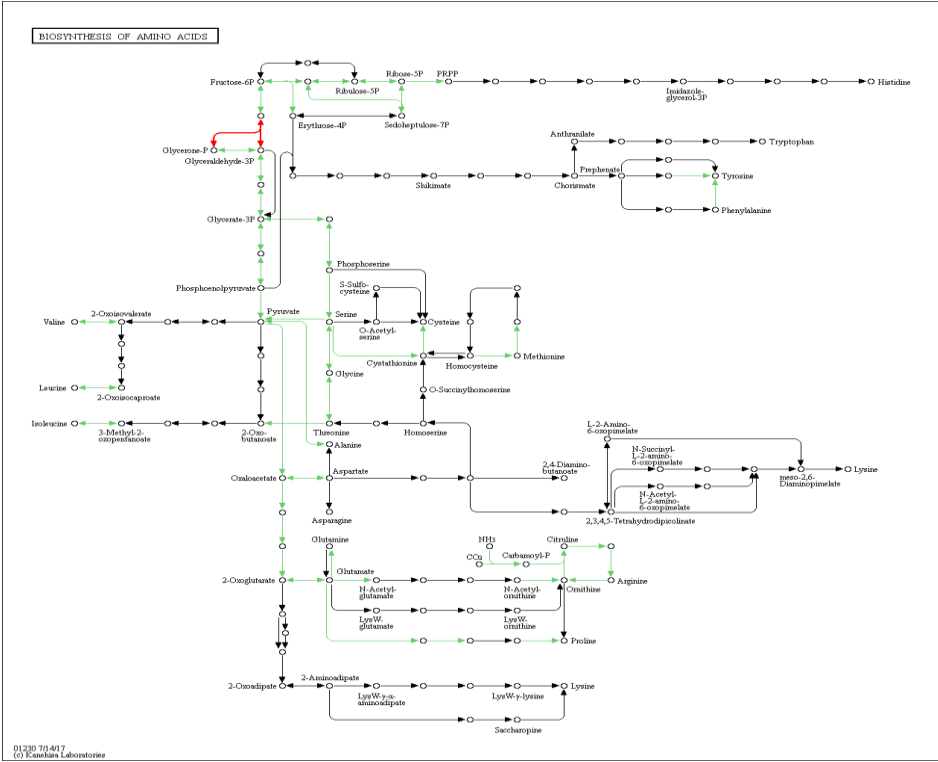 BIOSYNTHESIS OF AMINO ACIDS
Fructose-6P
Ribulose-5P
Ribose-5P
PRPP
Imidazole-
glycerol-3P
Histidine
Erythrose-4P
Sedoheptulose-7P
Glycerone-P
Glyceraldehyde-3P
Anthranilate
Tryptophan
Shikimate
Chorismate
Prephenate
Tyrosine
Phenylalanine
Glycerate-3P
Phosphoserine
Phosphoenolpyruvate
S-Sulfo-
cysteine
Valine
2-Oxoisovalerate
Pyruvate
Serine
O-Acetyl-
serine
Cysteine
Cystathionine
Homocysteine
Methionine
Glycine
Leucine
2-Oxoisocaproate
O-Succinylhomoserine
Isoleucine
3-Methyl-2-
oxopentanoate
2-Oxo-
butanoate
Threonine
Homoserine
Alanine
L-2-Amino-
6-oxopimelate
N-Succinyl-
L-2-amino-
6-oxopimelate
Oxaloacetate
Aspartate
2,4-Diamino-
butanoate
meso-2,6-
Diaminopimelate
Lysine
N-Acetyl-
L-2-amino-
6-oxopimelate
Asparagine
2,3,4,5-Tetrahydrodipicolinate
Glutamine
NH3
CO2
Carbamoyl-P
Citruline
2-Oxoglutarate
Glutamate
N-Acetyl-
glutamate
N-Acetyl-
ornithine
Ornithine
Arginine
LysW-
glutamate
LysW-
ornithine
Proline
2-Oxoadipate
2-Aminoadipate
LysW-γ-α-
aminoadipate
LysW-γ-lysine
Lysine
Saccharopine
01230 7/14/17
(c) Kanehisa Laboratories